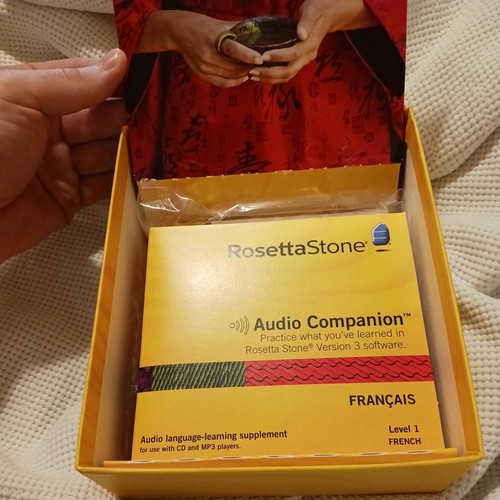 RosettaStone®
Audio Companion™
Practice what you've learned in
Rosetta Stone® Version 3 software.
FRANÇAIS
Audio language-learning supplement
for use with CD and MP3 players.
Level 1
FRENCH